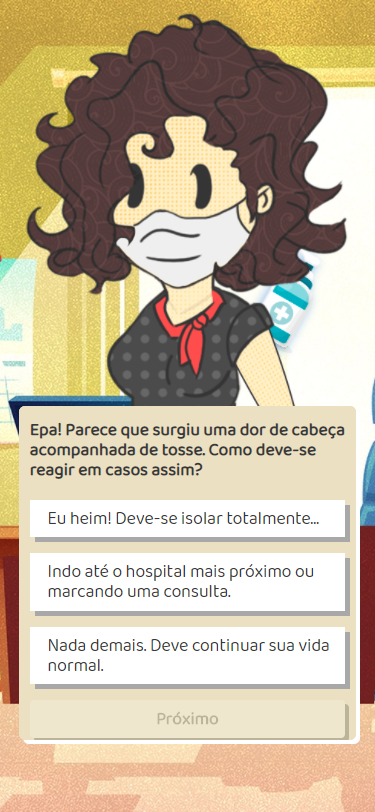 Epa! Parece que surgiu uma dor de cabeça
acompanhada de tosse. Como deve-se
reagir em casos assim?
Eu heim! Deve-se isolar totalmente...
Indo até o hospital mais próximo ou
marcando uma consulta.
Nada demais. Deve continuar sua vida
normal.
Próximo